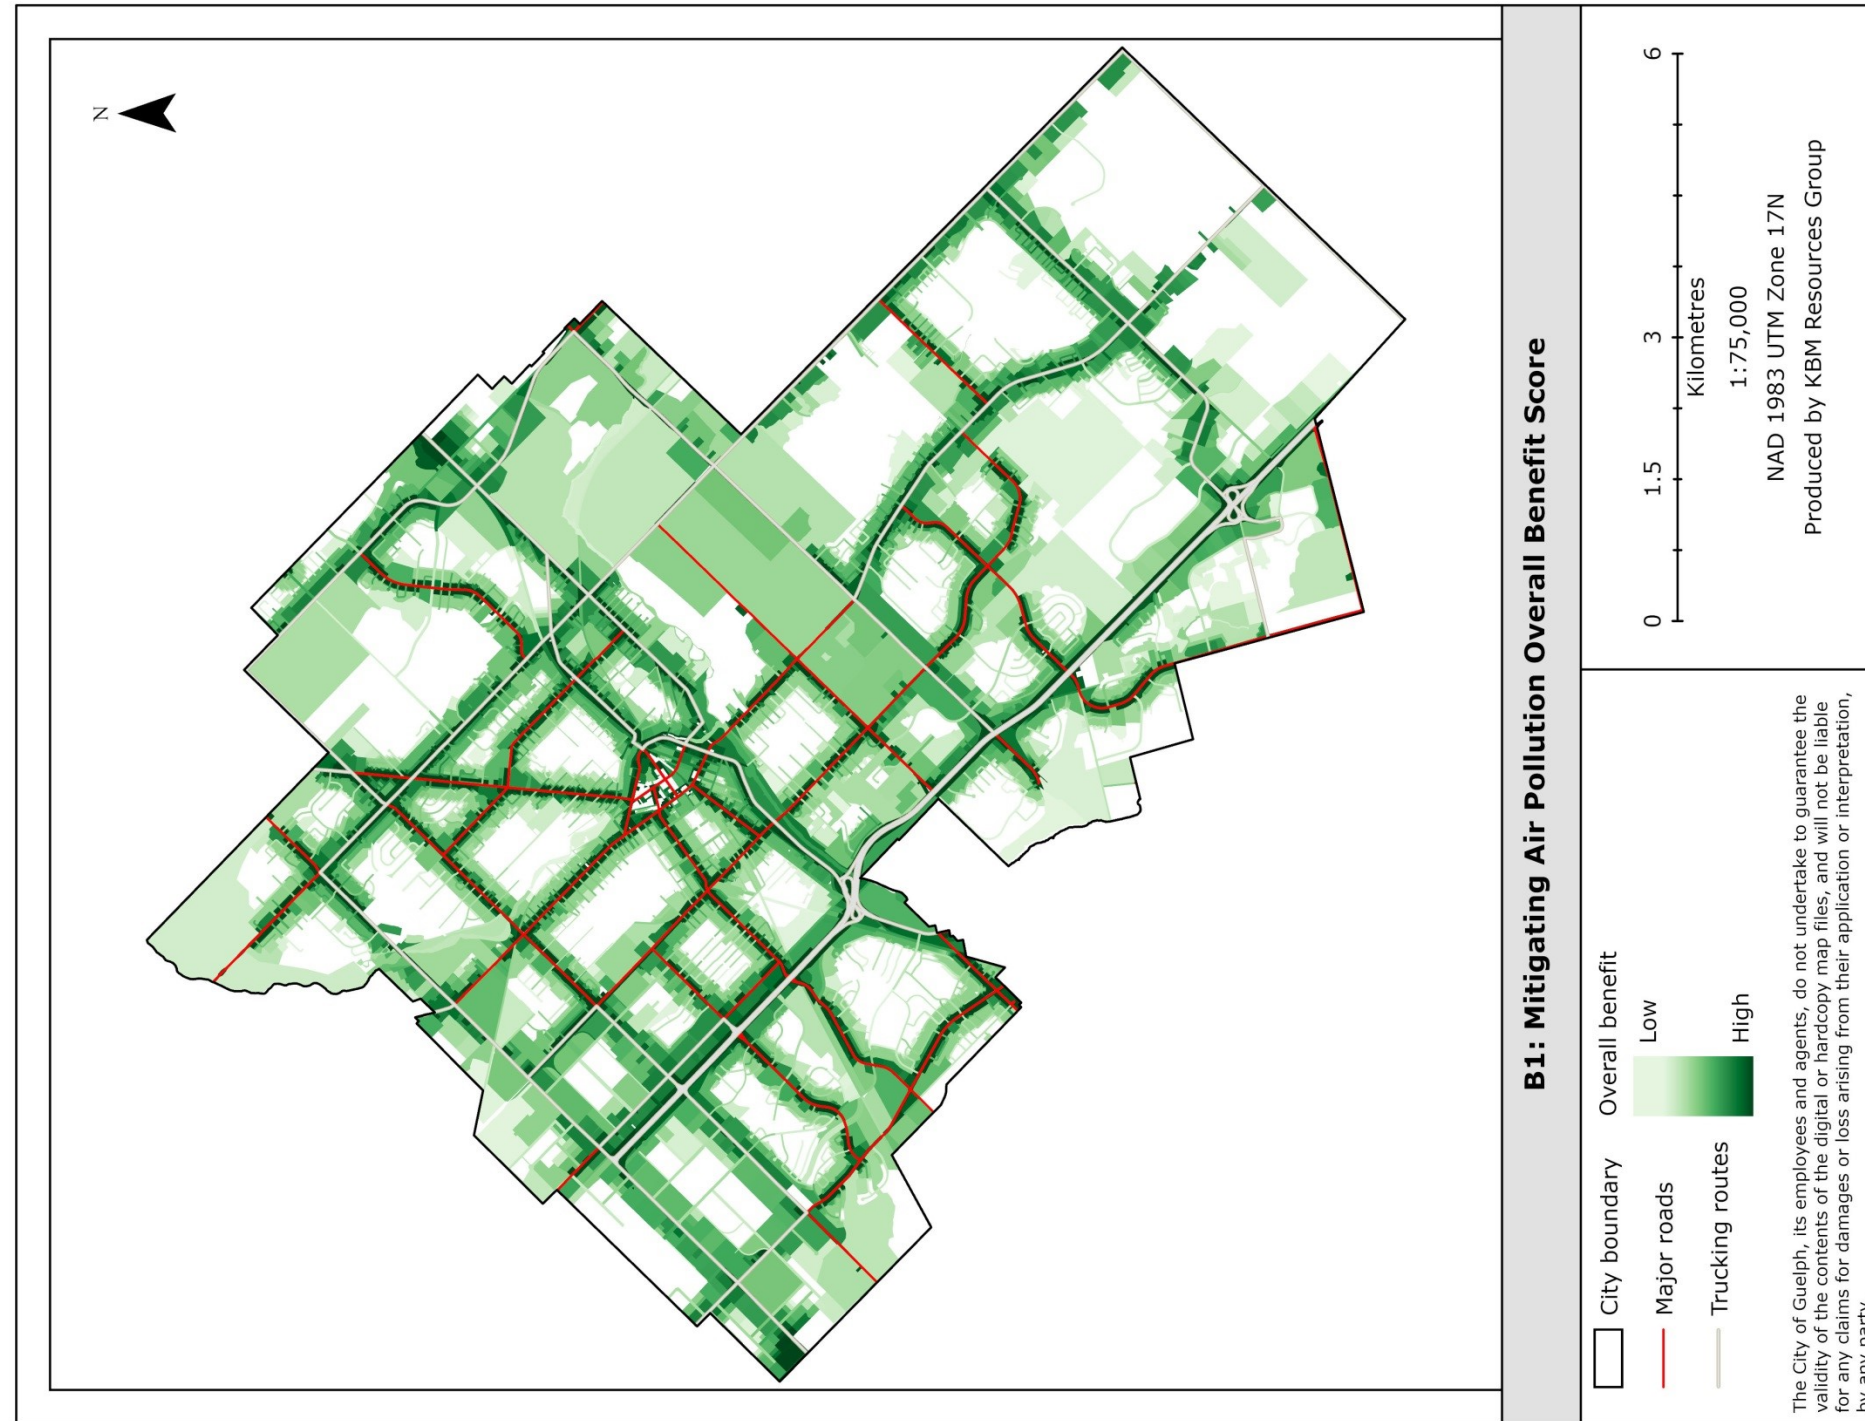 N
B1: Mitigating Air Pollution Overall Benefit Score
City boundary
Major roads
Trucking routes
Overall benefit
Low
High
0 1.5 3 6
Kilometres
1:75,000
NAD 1983 UTM Zone 17N
Produced by KBM Resources Group
The City of Guelph, its employees and agents, do not undertake to guarantee the
validity of the contents of the digital or hardcopy map files, and will not be liable
for any claims for damages or loss arising from their application or interpretation,
by any party